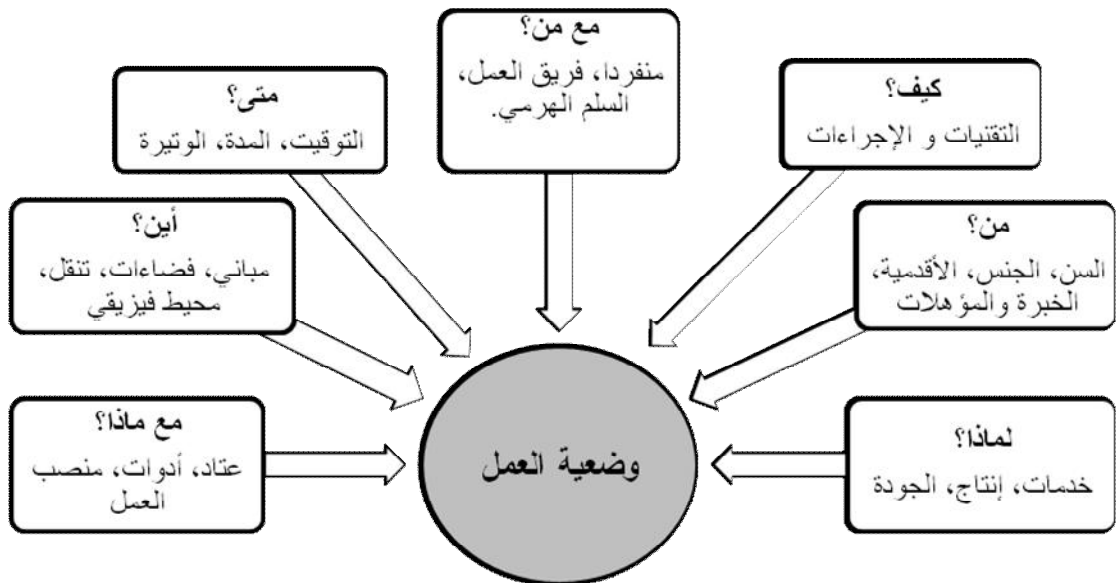 مع من؟
منفردا، فريق العمل،
السلم الهرمي.
كيف؟
التقنيات و الإجراءات
متى؟
التوقيت، المدة، الوتيرة
من؟
السن، الجنس، الأقدمية،
الخبرة والمؤهلات
أين؟
مباني، فضاءات، تنقل،
محيط فيزيقي
لماذا؟
خدمات، إنتاج، الجودة
مع ماذا؟
عتاد، أدوات، منصب
العمل
وضعية العمل